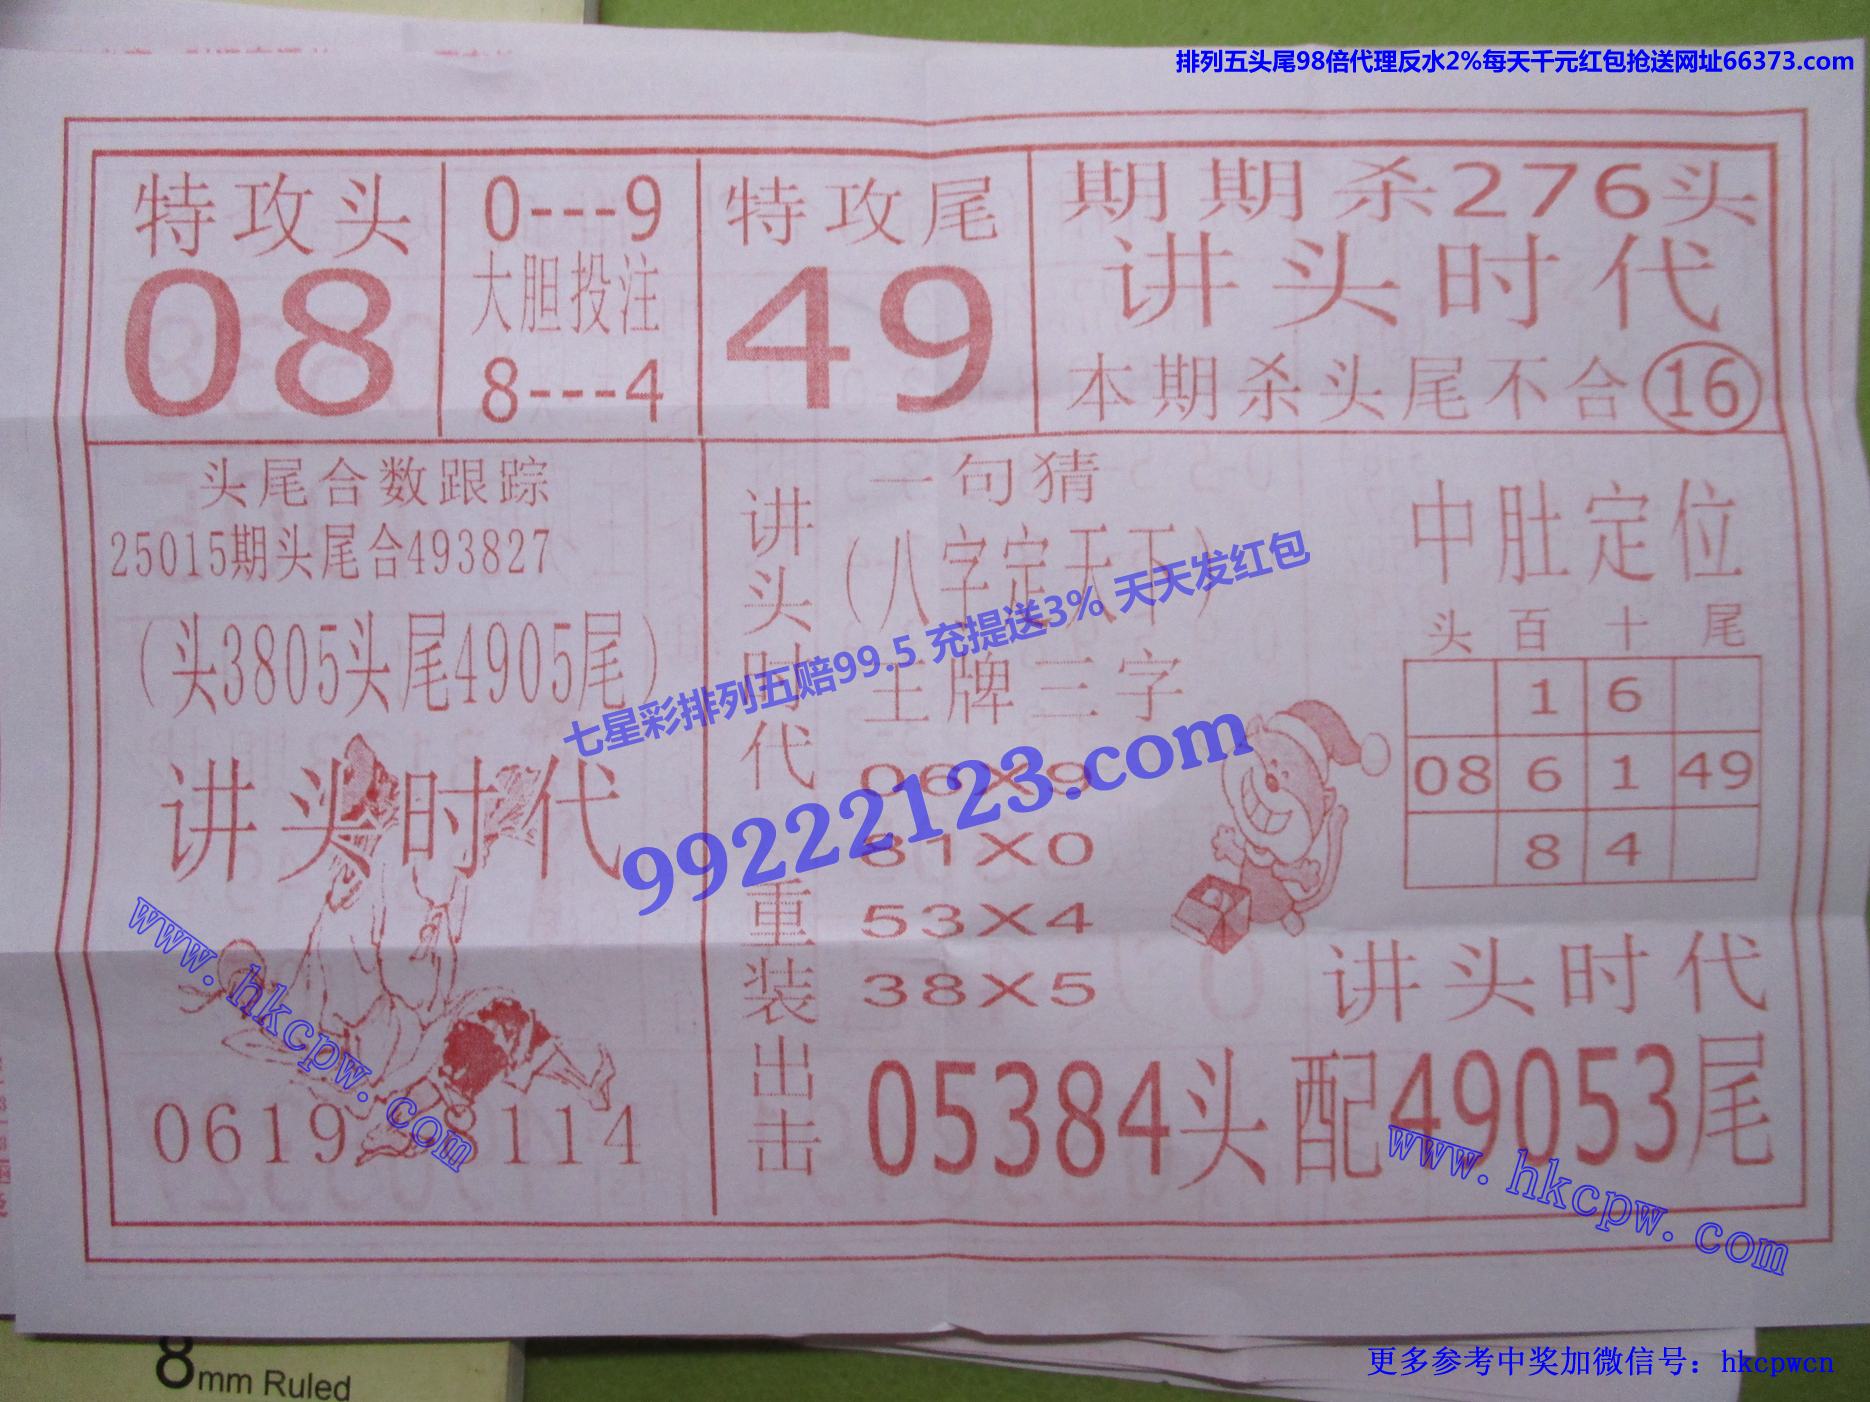 排列五头尾98倍代理反水2%每天千元红包抢送网址66373.com
特攻头
08
0---9
大胆投注
8---4
特攻尾
49
期期杀276头
讲头时代
本期杀头尾不合16
头尾合数跟踪
25015期头尾合493827
(头3805头尾4905尾)
讲头时代
0619
8114
讲头时代重装出击
一句猜
(八字定天下)
王牌三字
06X9
61X0
53X4
38X5
中肚定位
头 百 十 尾
1 6
08 6 1 49
8 4
讲头时代
05384头配49053尾
七星彩排列五赔99.5 充提送3% 天天发红包
99222123.com
www.hkcpw.com
www.hkcpw.com
8mm Ruled
更多参考中奖加微信号：hkcpwcn